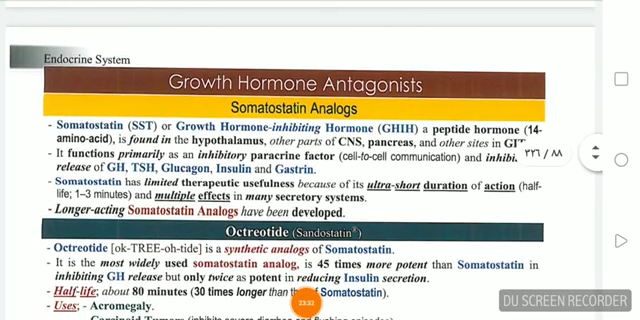 Endocrine System
Growth Hormone Antagonists
Somatostatin Analogs
- Somatostatin (SST) or Growth Hormone-inhibiting Hormone (GHIH) a peptide hormone (14-
amino-acid), is found in the hypothalamus, other parts of CNS, pancreas, and other sites in
- It functions primarily as an inhibitory paracrine factor (cell-to-cell communication) and
release of GH, TSH, Glucagon, Insulin and Gastrin.
٣٢٦ / ٨٨
- Somatostatin has limited therapeutic usefulness because of its ultra-short duration of action (half-
life; 1–3 minutes) and multiple effects in many secretory systems.
- Longer-acting Somatostatin Analogs have been developed.
Octreotide (Sandostatin®)
- Octreotide [ok-TREE-oh-tide] is a synthetic analogs of Somatostatin.
- It is the most widely used somatostatin analog, is 45 times more potent than Somatostatin in
inhibiting GH release but only twice as potent in reducing Insulin secretion.
- Half-life; about 80 minutes (30 times longer than Somatostatin).
23:32
- Uses; - Acromegaly.
DU SCREEN RECORDER